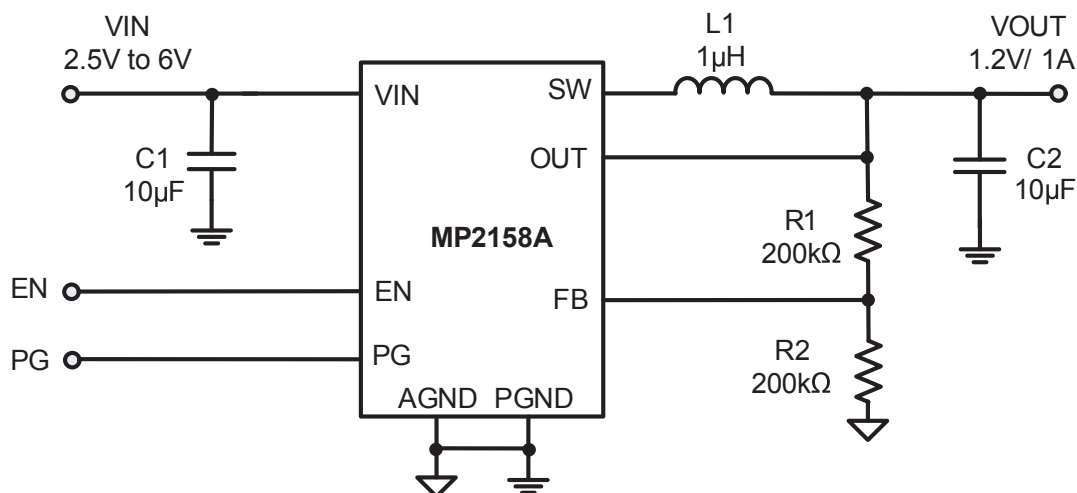 VIN
2.5V to 6V
L1
1μH
VOUT
1.2V/ 1A
VIN
SW
C1
10μF
OUT
C2
10μF
MP2158A
R1
200kΩ
EN
EN
FB
PG
PG
R2
200kΩ
AGND PGND